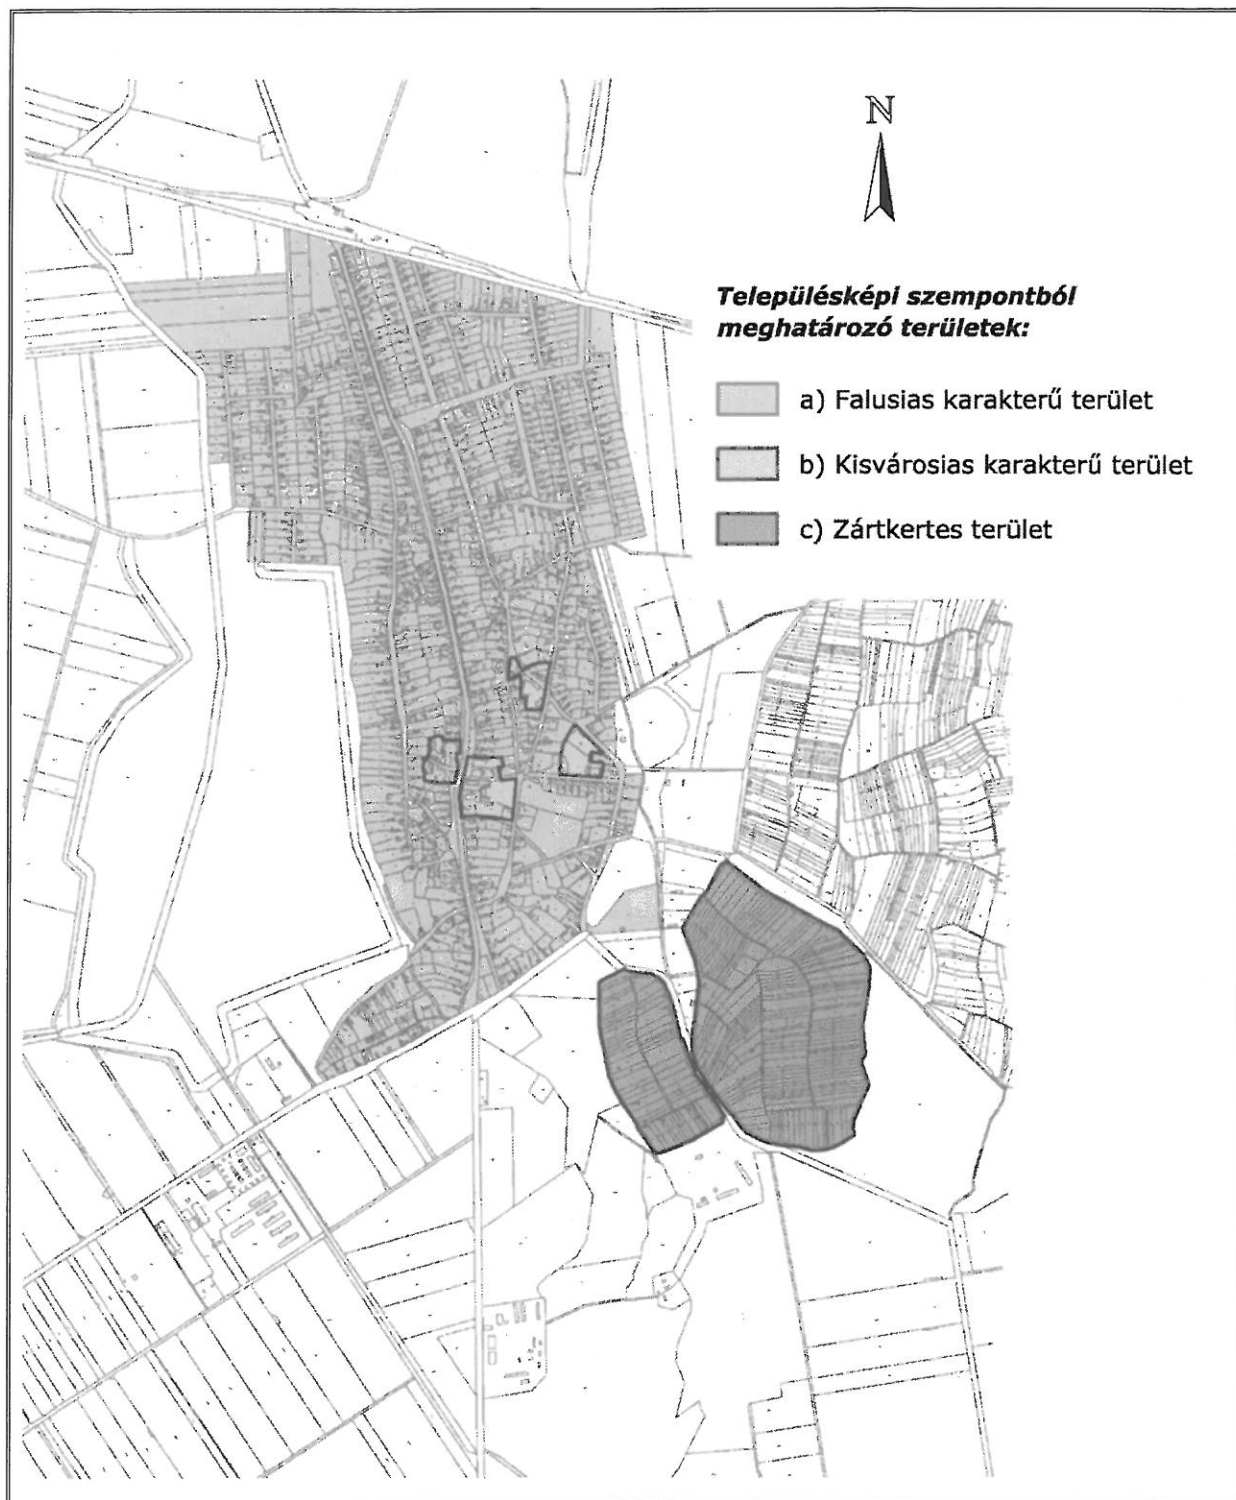 N
Településképi szempontból
meghatározó területek:
a) Falusias karakterű terület
b) Kisvárosias karakterű terület
c) Zártkertes terület